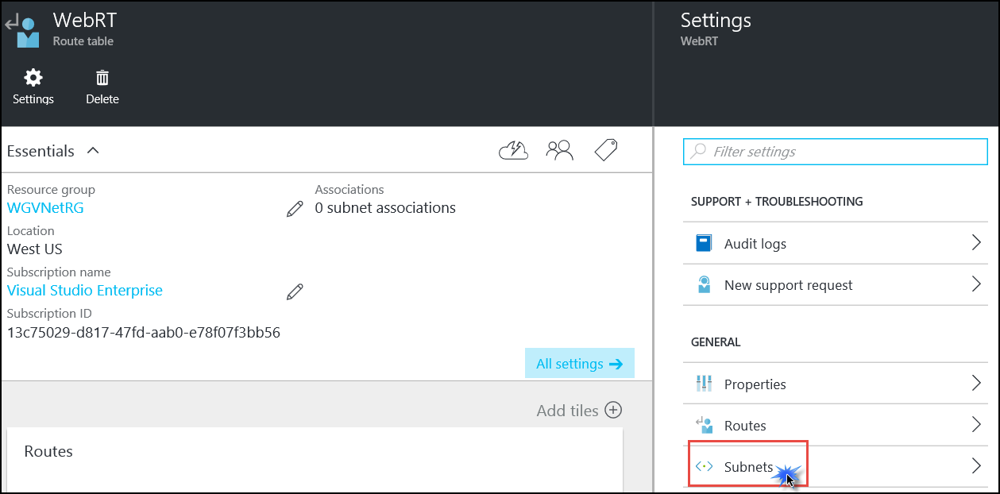 WebRT
Route table
Settings
Delete
Essentials
Resource group
WGVNetRG
Associations
0 subnet associations
Location
West US
Subscription name
Visual Studio Enterprise
Subscription ID
13c75029-d817-47fd-aab0-e78f07f3bb56
All settings
Add tiles
Routes
Settings
WebRT
Filter settings
SUPPORT + TROUBLESHOOTING
Audit logs
New support request
GENERAL
Properties
Routes
Subnets